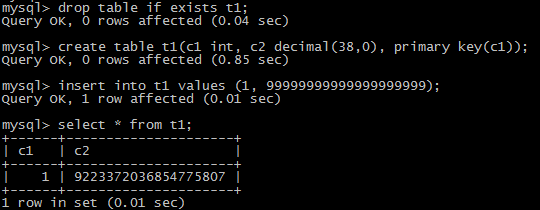 mysql> drop table if exists t1;
Query OK, 0 rows affected (0.04 sec)
mysql> create table t1(c1 int, c2 decimal(38,0), primary key(c1));
Query OK, 0 rows affected (0.85 sec)
mysql> insert into t1 values (1, 99999999999999999999);
Query OK, 1 row affected (0.01 sec)
mysql> select * from t1;
+------+---------------------+
| c1   | c2                  |
+------+---------------------+
|    1 | 9223372036854775807 |
+------+---------------------+
1 row in set (0.01 sec)